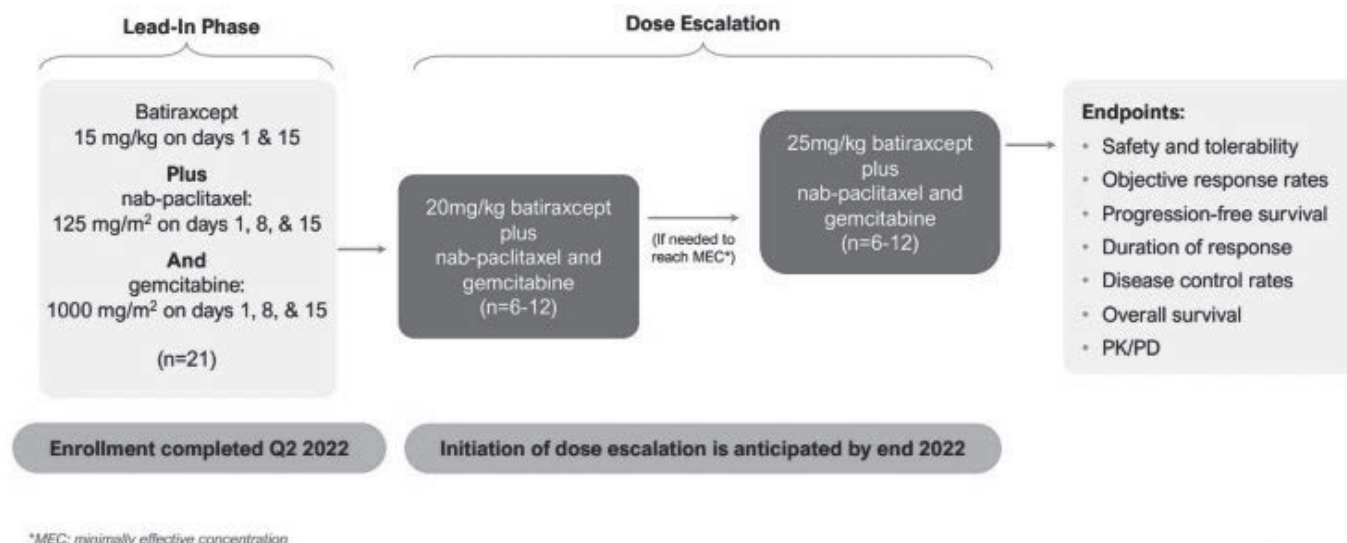 Lead-In Phase
Dose Escalation
Batiraxcept
15 mg/kg on days 1 & 15
Plus
nab-paclitaxel:
125 mg/m² on days 1, 8, & 15
And
gemcitabine:
1000 mg/m² on days 1, 8, & 15
(n=21)
20mg/kg batiraxcept
plus
nab-paclitaxel and
gemcitabine
(n=6-12)
(If needed to
reach MEC*)
25mg/kg batiraxcept
plus
nab-paclitaxel and
gemcitabine
(n=6-12)
Endpoints:
• Safety and tolerability
• Objective response rates
• Progression-free survival
• Duration of response
• Disease control rates
• Overall survival
• PK/PD
Enrollment completed Q2 2022
Initiation of dose escalation is anticipated by end 2022
*MEC: minimally effective concentration